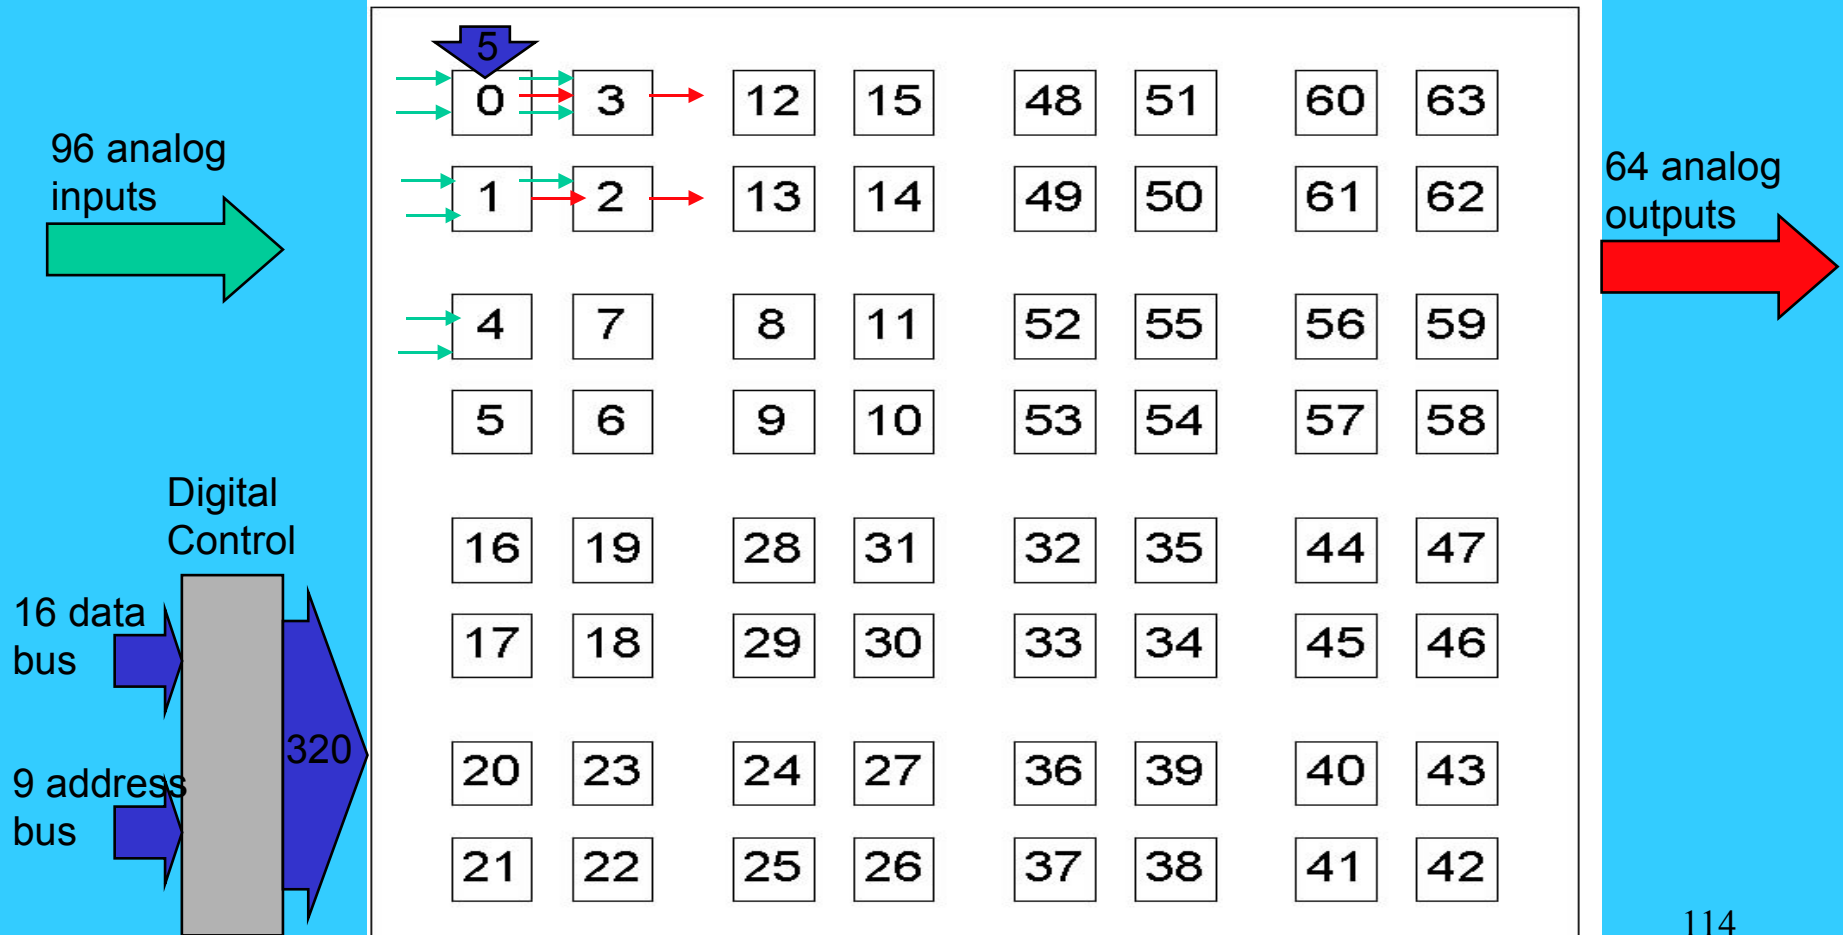 5
0 3 12 15 48 51 60 63
96 analog
inputs
1 2 13 14 49 50 61 62
64 analog
outputs
4 7 8 11 52 55 56 59
5 6 9 10 53 54 57 58
Digital
Control
16 19 28 31 32 35 44 47
16 data
bus
17 18 29 30 33 34 45 46
320
9 address
bus
20 23 24 27 36 39 40 43
21 22 25 26 37 38 41 42
114